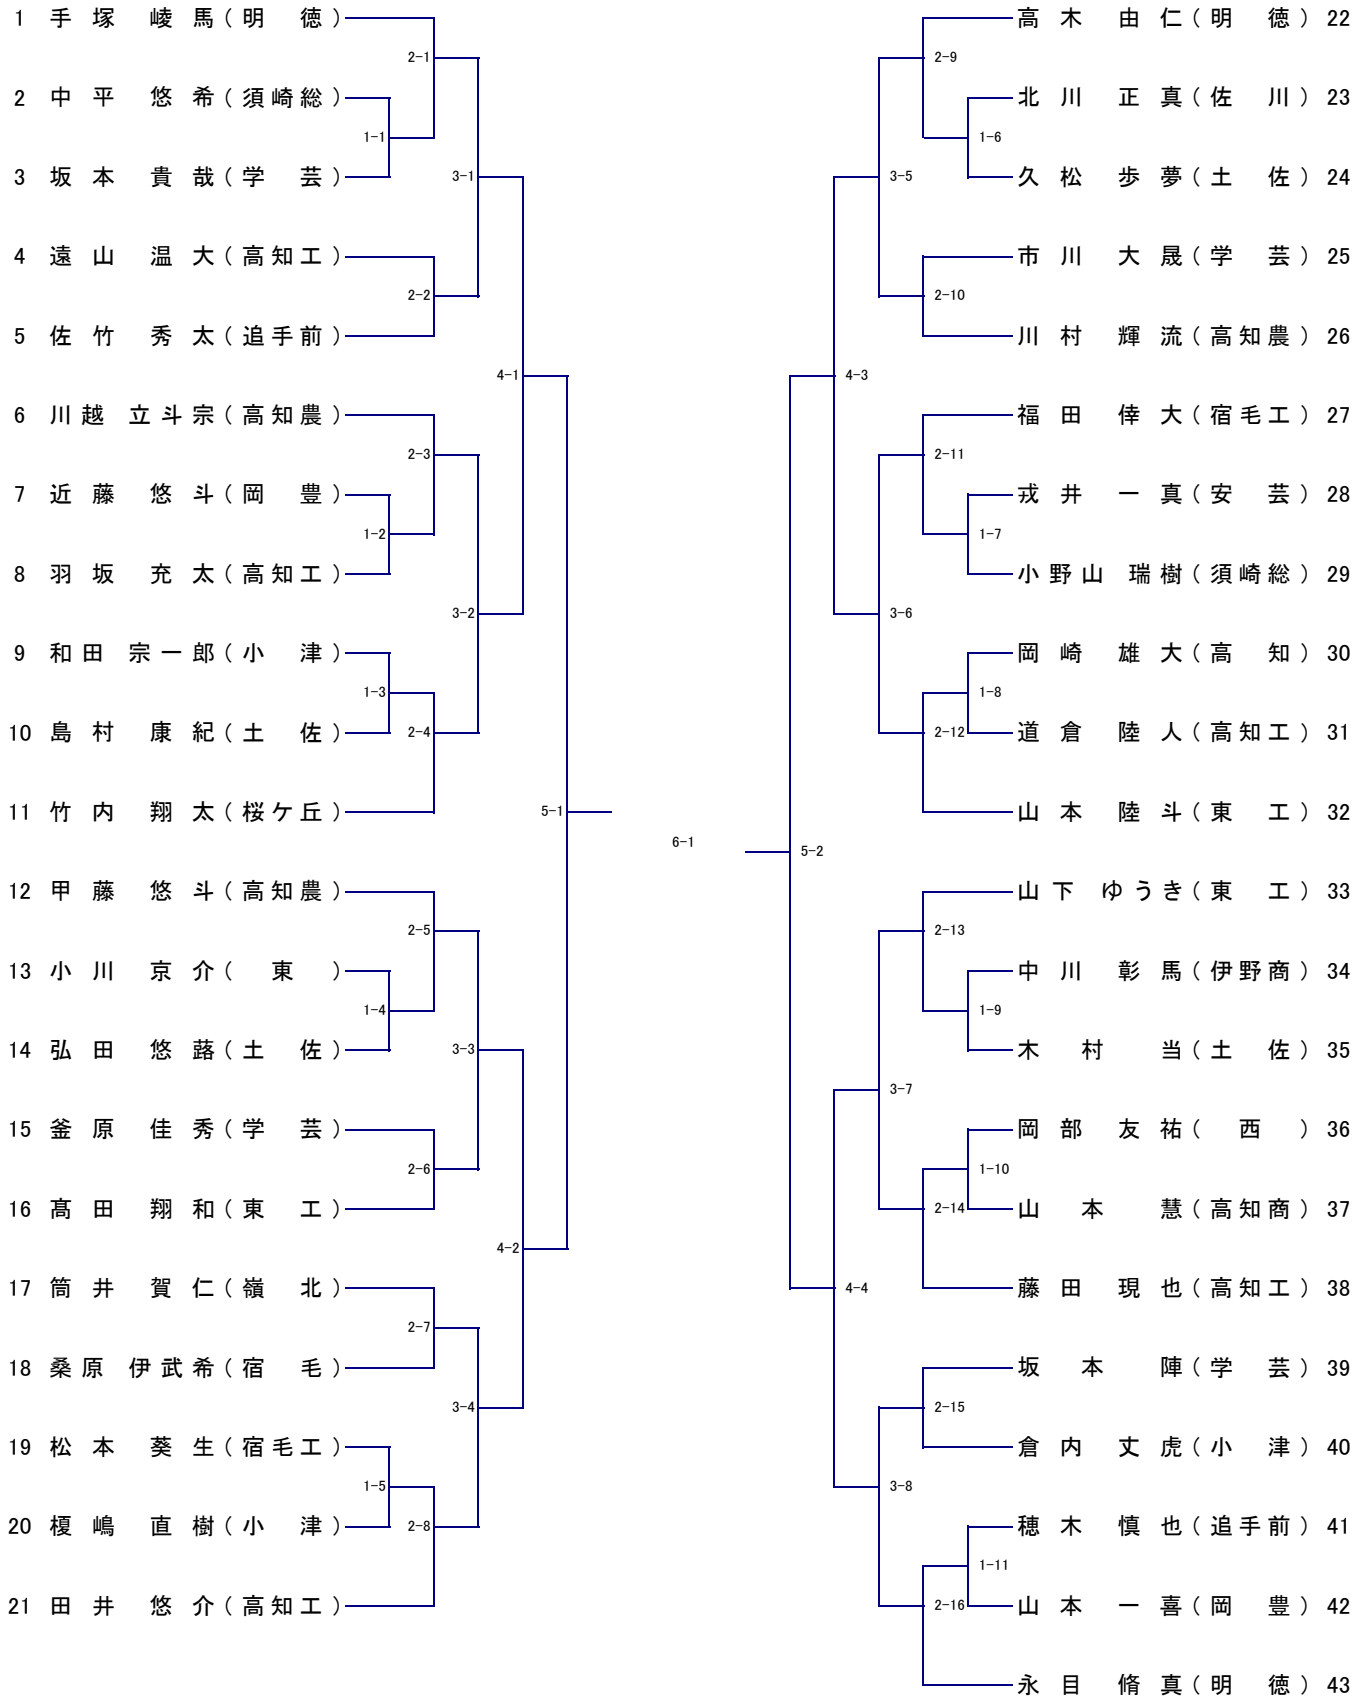 1 手塚 崚馬（明 徳）
2-1
2 中平 悠希（須崎総）
1-1
3 坂本 貴哉（学 芸）
3-1
4 遠山 温大（高知工）
2-2
5 佐竹 秀太（追手前）
4-1
6 川越 立斗宗（高知農）
2-3
7 近藤 悠斗（岡 豊）
1-2
8 羽坂 充太（高知工）
3-2
9 和田 宗一郎（小 津）
1-3
10 島村 康紀（土 佐）
2-4
11 竹内 翔太（桜ケ丘）
5-1
12 甲藤 悠斗（高知農）
2-5
13 小川 京介（ 東 ）
1-4
14 弘田 悠蕗（土 佐）
3-3
15 釜原 佳秀（学 芸）
2-6
16 髙田 翔和（東 工）
4-2
17 筒井 賀仁（嶺 北）
2-7
18 桑原 伊武希（宿 毛）
3-4
19 松本 葵生（宿毛工）
1-5
20 榎嶋 直樹（小 津）
2-8
21 田井 悠介（高知工）
6-1
高木 由仁（明 徳）22
2-9
北川 正真（佐 川）23
1-6
久松 歩夢（土 佐）24
3-5
市川 大晟（学 芸）25
2-10
川村 輝流（高知農）26
4-3
福田 倖大（宿毛工）27
2-11
戎井 一真（安 芸）28
1-7
小野山 瑞樹（須崎総）29
3-6
岡崎 雄大（高 知）30
1-8
道倉 陸人（高知工）31
2-12
山本 陸斗（東 工）32
5-2
山下 ゆうき（東 工）33
2-13
中川 彰馬（伊野商）34
1-9
木村 当（土 佐）35
3-7
岡部 友祐（ 西 ）36
1-10
山本 慧（高知商）37
2-14
藤田 現也（高知工）38
4-4
坂本 陣（学 芸）39
2-15
倉内 丈虎（小 津）40
3-8
穂木 慎也（追手前）41
1-11
山本 一喜（岡 豊）42
2-16
永目 脩真（明 徳）43